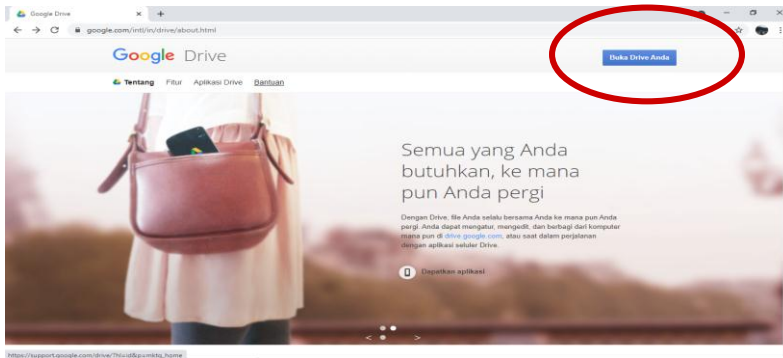 Google Drive
google.com/intl/in/drive/about.html
Google Drive
Buka Drive Anda
Tentang Fitur Aplikasi Drive Bantuan
Semua yang Anda
butuhkan, ke mana
pun Anda pergi
Dengan Drive, file Anda selalu bersama Anda ke mana pun Anda
pergi. Anda dapat mengatur, mengedit, dan berbagi dari komputer
mana pun di drive.google.com, atau saat dalam perjalanan
dengan aplikasi seluler Drive.
Dapatkan aplikasi
https://support.google.com/drive/?hl=id&p=mktg_home